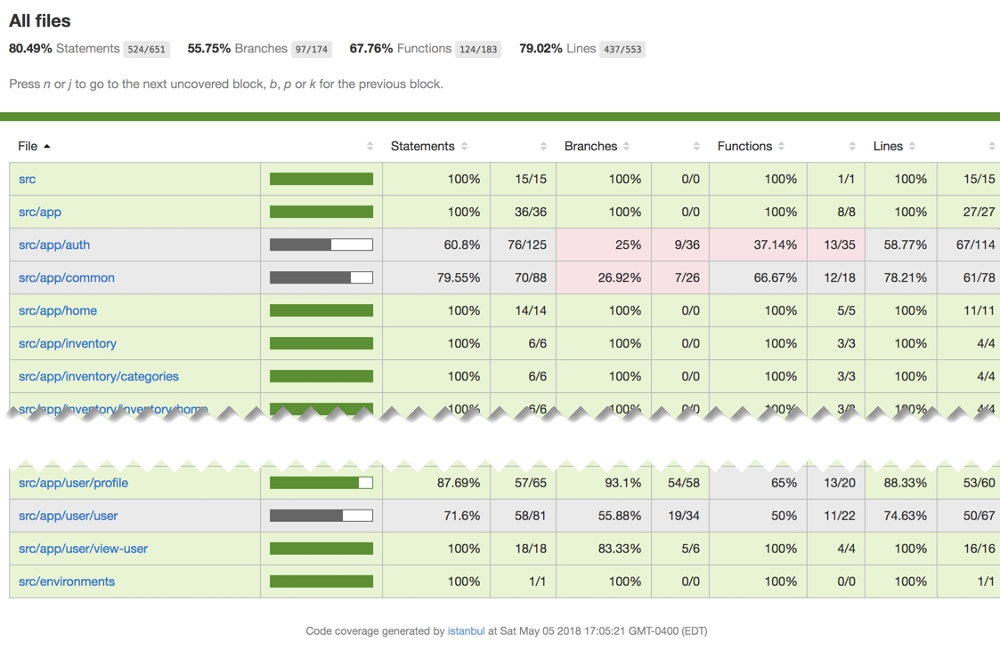 All files
80.49% Statements 524/651 55.75% Branches 97/174 67.76% Functions 124/183 79.02% Lines 437/553
Press n or j to go to the next uncovered block, b, p or k for the previous block.
File Statements Branches Functions Lines
src 100% 15/15 100% 0/0 100% 1/1 100% 15/15
src/app 100% 36/36 100% 0/0 100% 8/8 100% 27/27
src/app/auth 60.8% 76/125 25% 9/36 37.14% 13/35 58.77% 67/114
src/app/common 79.55% 70/88 26.92% 7/26 66.67% 12/18 78.21% 61/78
src/app/home 100% 14/14 100% 0/0 100% 5/5 100% 11/11
src/app/inventory 100% 6/6 100% 0/0 100% 3/3 100% 4/4
src/app/inventory/categories 100% 6/6 100% 0/0 100% 3/3 100% 4/4
src/app/inventory/inventory-home 100% 6/6 100% 0/0 100% 3/3 100% 4/4
src/app/user/profile 87.69% 57/65 93.1% 54/58 65% 13/20 88.33% 53/60
src/app/user/user 71.6% 58/81 55.88% 19/34 50% 11/22 74.63% 50/67
src/app/user/view-user 100% 18/18 83.33% 5/6 100% 4/4 100% 16/16
src/environments 100% 1/1 100% 0/0 100% 0/0 100% 1/1
Code coverage generated by istanbul at Sat May 05 2018 17:05:21 GMT-0400 (EDT)